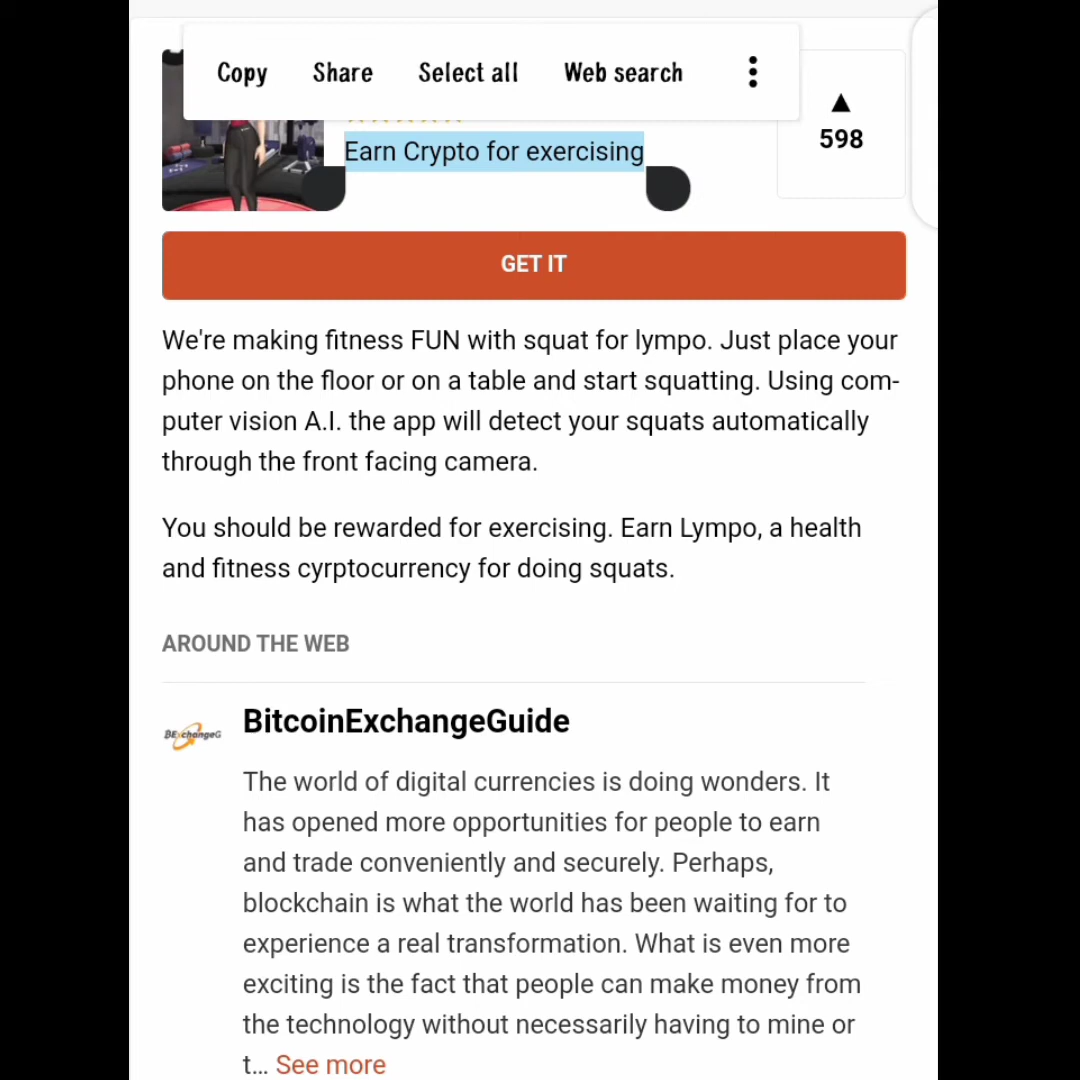 Copy Share Select all Web search
▲
598
Earn Crypto for exercising
GET IT
We're making fitness FUN with squat for lympo. Just place your
phone on the floor or on a table and start squatting. Using com-
puter vision A.I. the app will detect your squats automatically
through the front facing camera.
You should be rewarded for exercising. Earn Lympo, a health
and fitness cyrptocurrency for doing squats.
AROUND THE WEB
BExchangeG
BitcoinExchangeGuide
The world of digital currencies is doing wonders. It
has opened more opportunities for people to earn
and trade conveniently and securely. Perhaps,
blockchain is what the world has been waiting for to
experience a real transformation. What is even more
exciting is the fact that people can make money from
the technology without necessarily having to mine or
t... See more